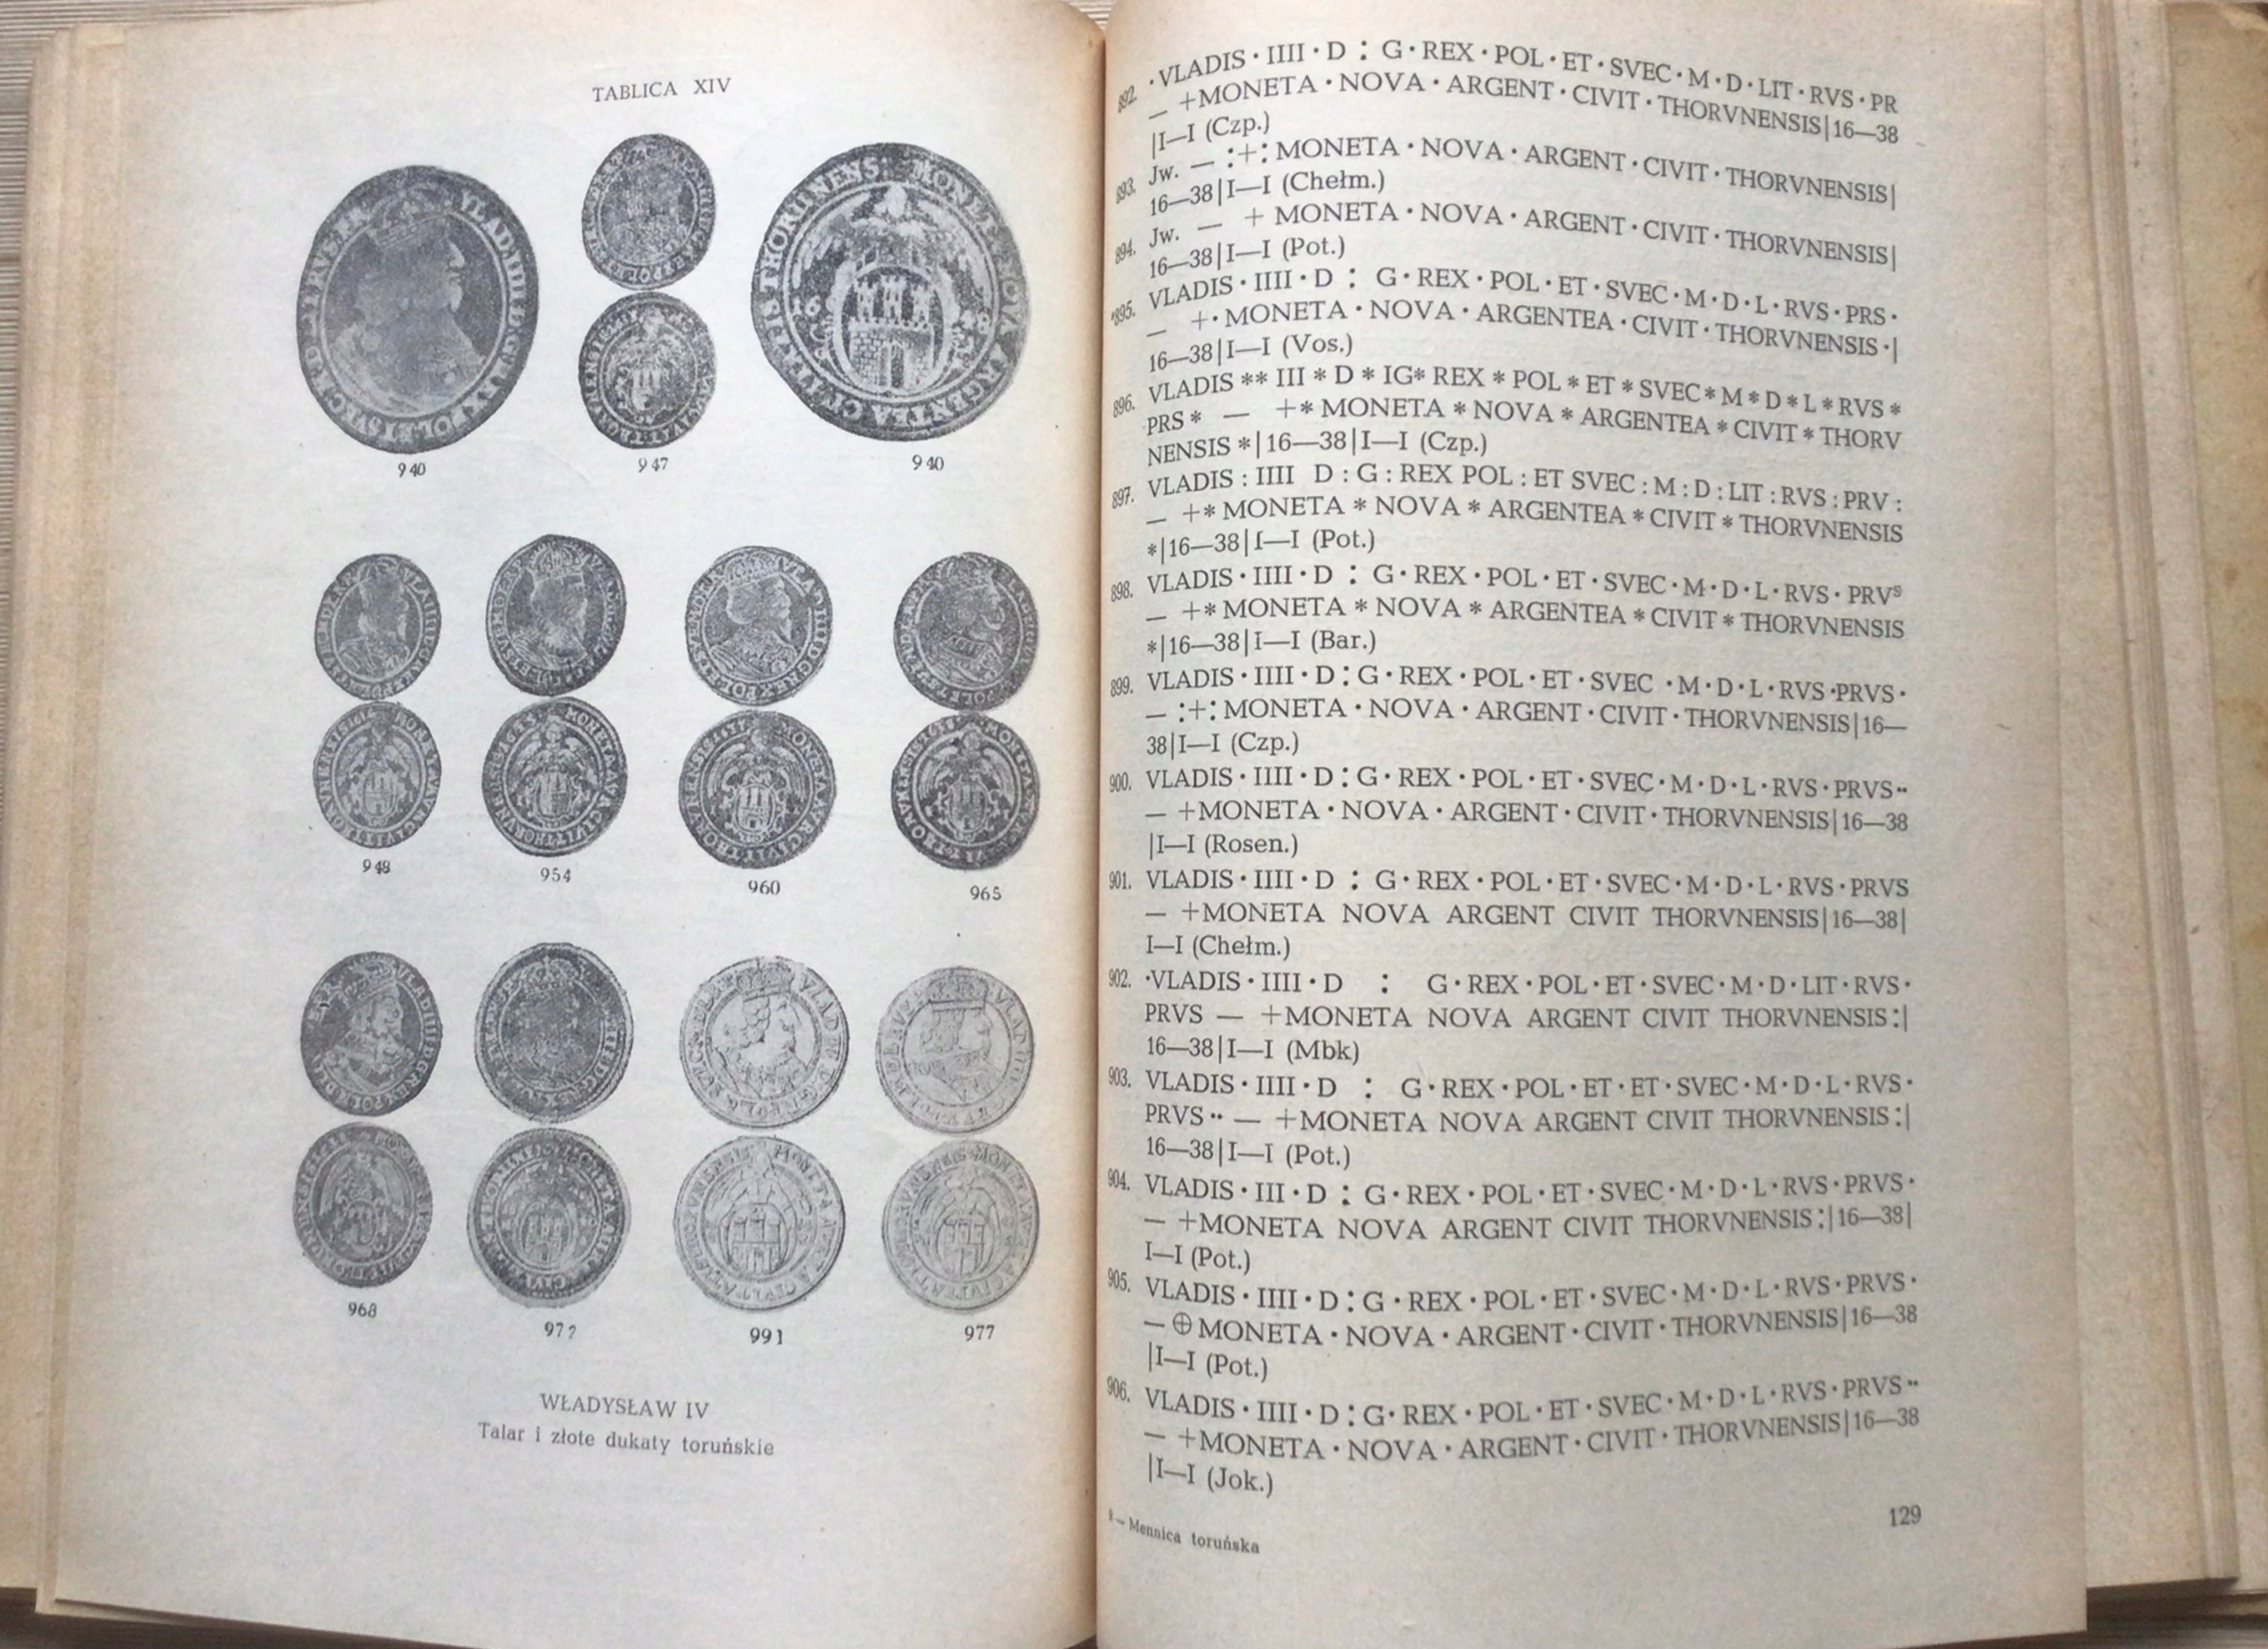 TABLICA XIV
940
947
940
948
954
960
965
968
972
991
977
WŁADYSŁAW IV
Talar i złote dukaty toruńskie
892. ·VLADIS · IIII · D : G · REX · POL · ET · SVEC · M · D · LIT · RVS · PR
— +MONETA · NOVA · ARGENT · CIVIT · THORVNENSIS|16—38
|I—I (Czp.)
893. Jw. — :+: MONETA · NOVA · ARGENT · CIVIT · THORVNENSIS|
16—38|I—I (Chełm.)
894. Jw. — + MONETA · NOVA · ARGENT · CIVIT · THORVNENSIS|
16—38|I—I (Pot.)
*895. VLADIS · IIII · D : G · REX · POL · ET · SVEC · M · D · L · RVS · PRS ·
— +· MONETA · NOVA · ARGENTEA · CIVIT · THORVNENSIS ·|
16—38|I—I (Vos.)
896. VLADIS ** III * D * IG* REX * POL * ET * SVEC * M * D * L * RVS *
PRS * — +* MONETA * NOVA * ARGENTEA * CIVIT * THORV
NENSIS *|16—38|I—I (Czp.)
897. VLADIS : IIII D : G : REX POL : ET SVEC : M : D : LIT : RVS : PRV :
— +* MONETA * NOVA * ARGENTEA * CIVIT * THORVNENSIS
*|16—38|I—I (Pot.)
898. VLADIS · IIII · D : G · REX · POL · ET · SVEC · M · D · L · RVS · PRVˢ
— +* MONETA * NOVA * ARGENTEA * CIVIT * THORVNENSIS
*|16—38|I—I (Bar.)
899. VLADIS · IIII · D : G · REX · POL · ET · SVEC · M · D · L · RVS ·PRVS ·
— :+: MONETA · NOVA · ARGENT · CIVIT · THORVNENSIS|16—
38|I—I (Czp.)
900. VLADIS · IIII · D : G · REX · POL · ET · SVEC · M · D · L · RVS · PRVS··
— +MONETA · NOVA · ARGENT · CIVIT · THORVNENSIS|16—38
|I—I (Rosen.)
901. VLADIS · IIII · D : G · REX · POL · ET · SVEC · M · D · L · RVS · PRVS
— +MONETA NOVA ARGENT CIVIT THORVNENSIS|16—38|
I—I (Chełm.)
902. ·VLADIS · IIII · D : G · REX · POL · ET · SVEC · M · D · LIT · RVS ·
PRVS — +MONETA NOVA ARGENT CIVIT THORVNENSIS:|
16—38|I—I (Mbk)
903. VLADIS · IIII · D : G · REX · POL · ET · ET · SVEC · M · D · L · RVS ·
PRVS ·· — +MONETA NOVA ARGENT CIVIT THORVNENSIS:|
16—38|I—I (Pot.)
904. VLADIS · III · D : G · REX · POL · ET · SVEC · M · D · L · RVS · PRVS ·
— +MONETA NOVA ARGENT CIVIT THORVNENSIS:|16—38|
I—I (Pot.)
905. VLADIS · IIII · D : G · REX · POL · ET · SVEC · M · D · L · RVS · PRVS ·
— ⊕ MONETA · NOVA · ARGENT · CIVIT · THORVNENSIS|16—38
|I—I (Pot.)
906. VLADIS · IIII · D : G · REX · POL · ET · SVEC · M · D · L · RVS · PRVS ··
— +MONETA · NOVA · ARGENT · CIVIT · THORVNENSIS|16—38
|I—I (Jok.)
— Mennica toruńska
129